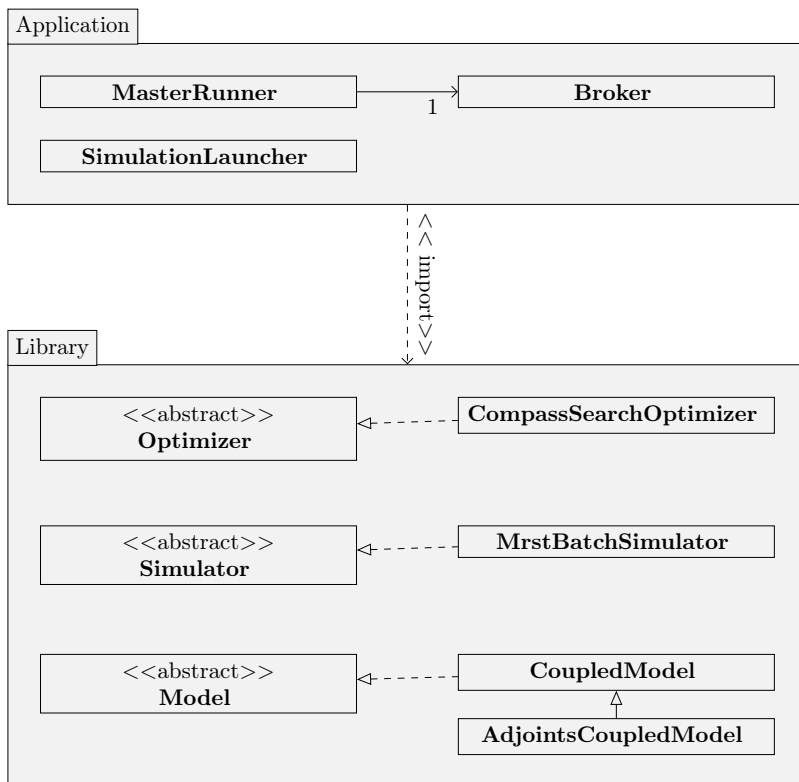 Application
MasterRunner
1
Broker
SimulationLauncher
<< import>>
Library
<<abstract>>
Optimizer
CompassSearchOptimizer
<<abstract>>
Simulator
MrstBatchSimulator
<<abstract>>
Model
CoupledModel
AdjointsCoupledModel